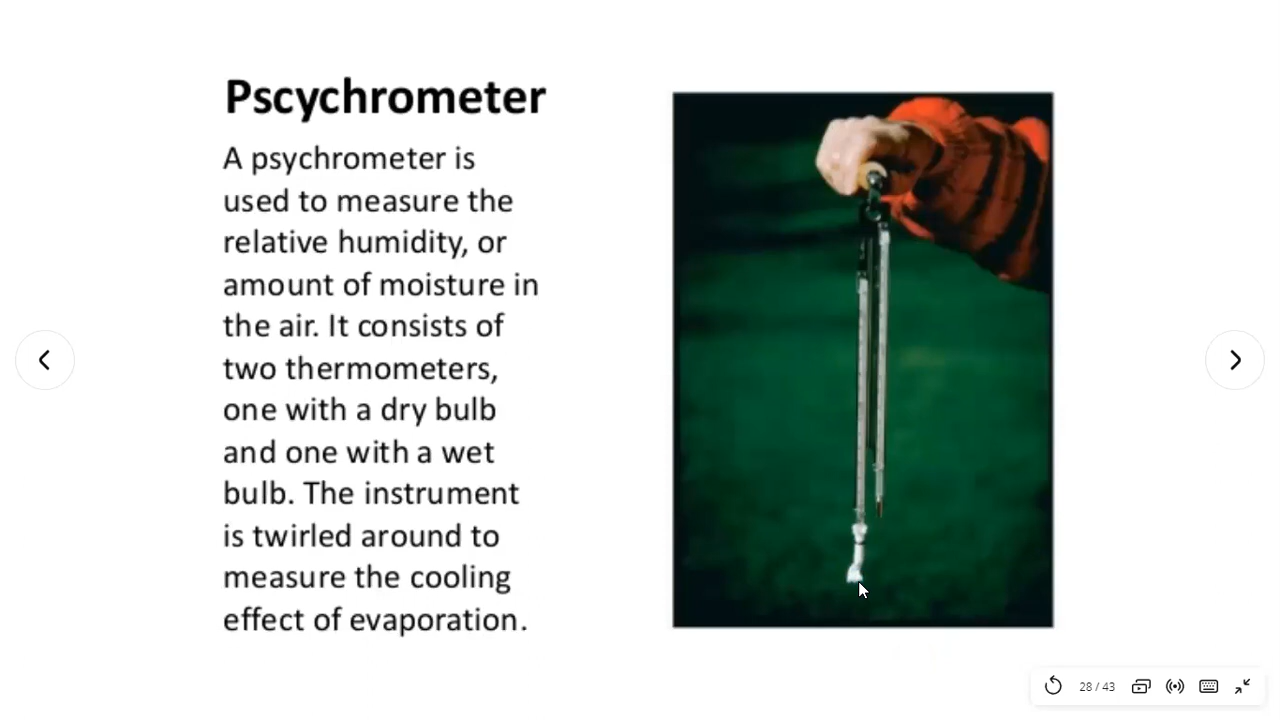 Pscychrometer
A psychrometer is
used to measure the
relative humidity, or
amount of moisture in
the air. It consists of
two thermometers,
one with a dry bulb
and one with a wet
bulb. The instrument
is twirled around to
measure the cooling
effect of evaporation.
28 / 43